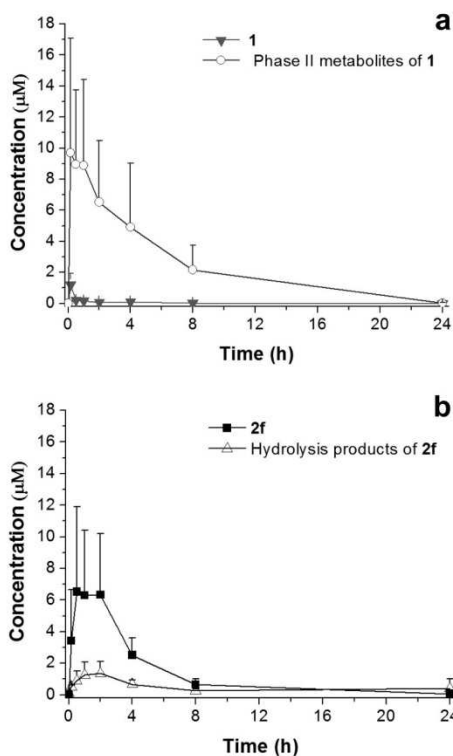 a
1
Phase II metabolites of 1
Concentration (μM)
18
16
14
12
10
8
6
4
2
0
0 4 8 12 16 20 24
Time (h)
b
2f
Hydrolysis products of 2f
Concentration (μM)
18
16
14
12
10
8
6
4
2
0
0 4 8 12 16 20 24
Time (h)